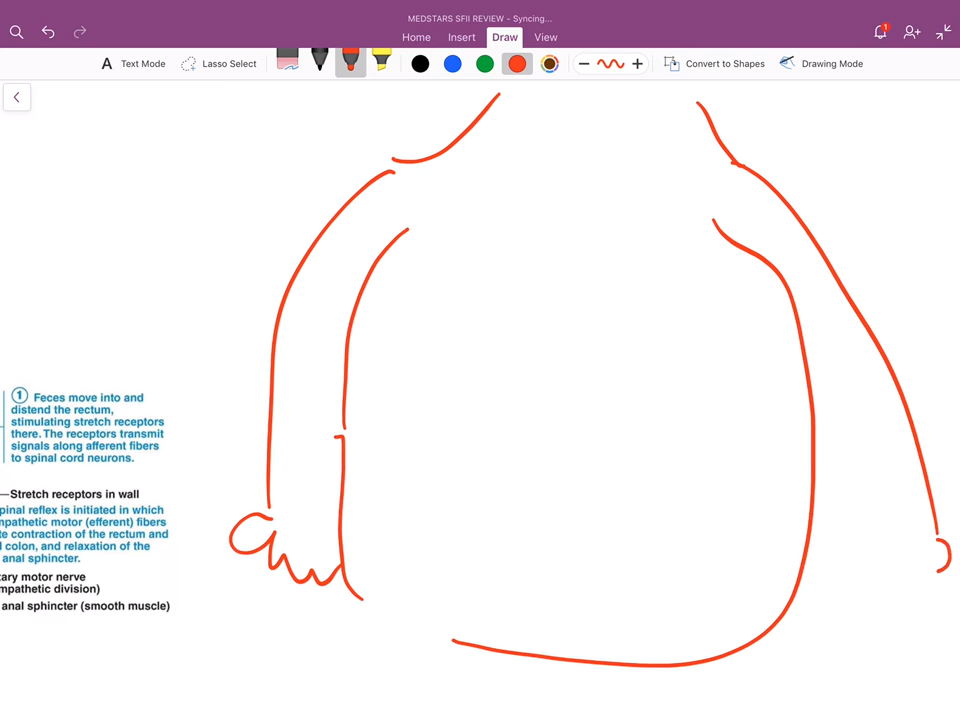 MEDSTARS SFII REVIEW - Syncing...
Home Insert Draw View
1
A Text Mode Lasso Select Convert to Shapes Drawing Mode
1 Feces move into and
distend the rectum,
stimulating stretch receptors
there. The receptors transmit
signals along afferent fibers
to spinal cord neurons.
Stretch receptors in wall
pinal reflex is initiated in which
mpathetic motor (efferent) fibers
te contraction of the rectum and
l colon, and relaxation of the
anal sphincter.
tary motor nerve
mpathetic division)
anal sphincter (smooth muscle)